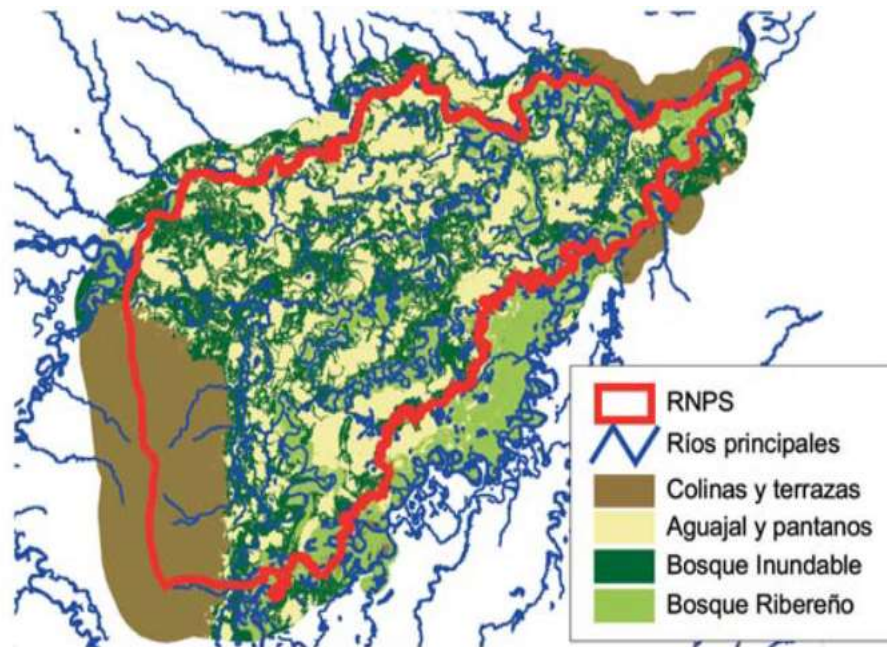 RNPS
Ríos principales
Colinas y terrazas
Aguajal y pantanos
Bosque Inundable
Bosque Ribereño